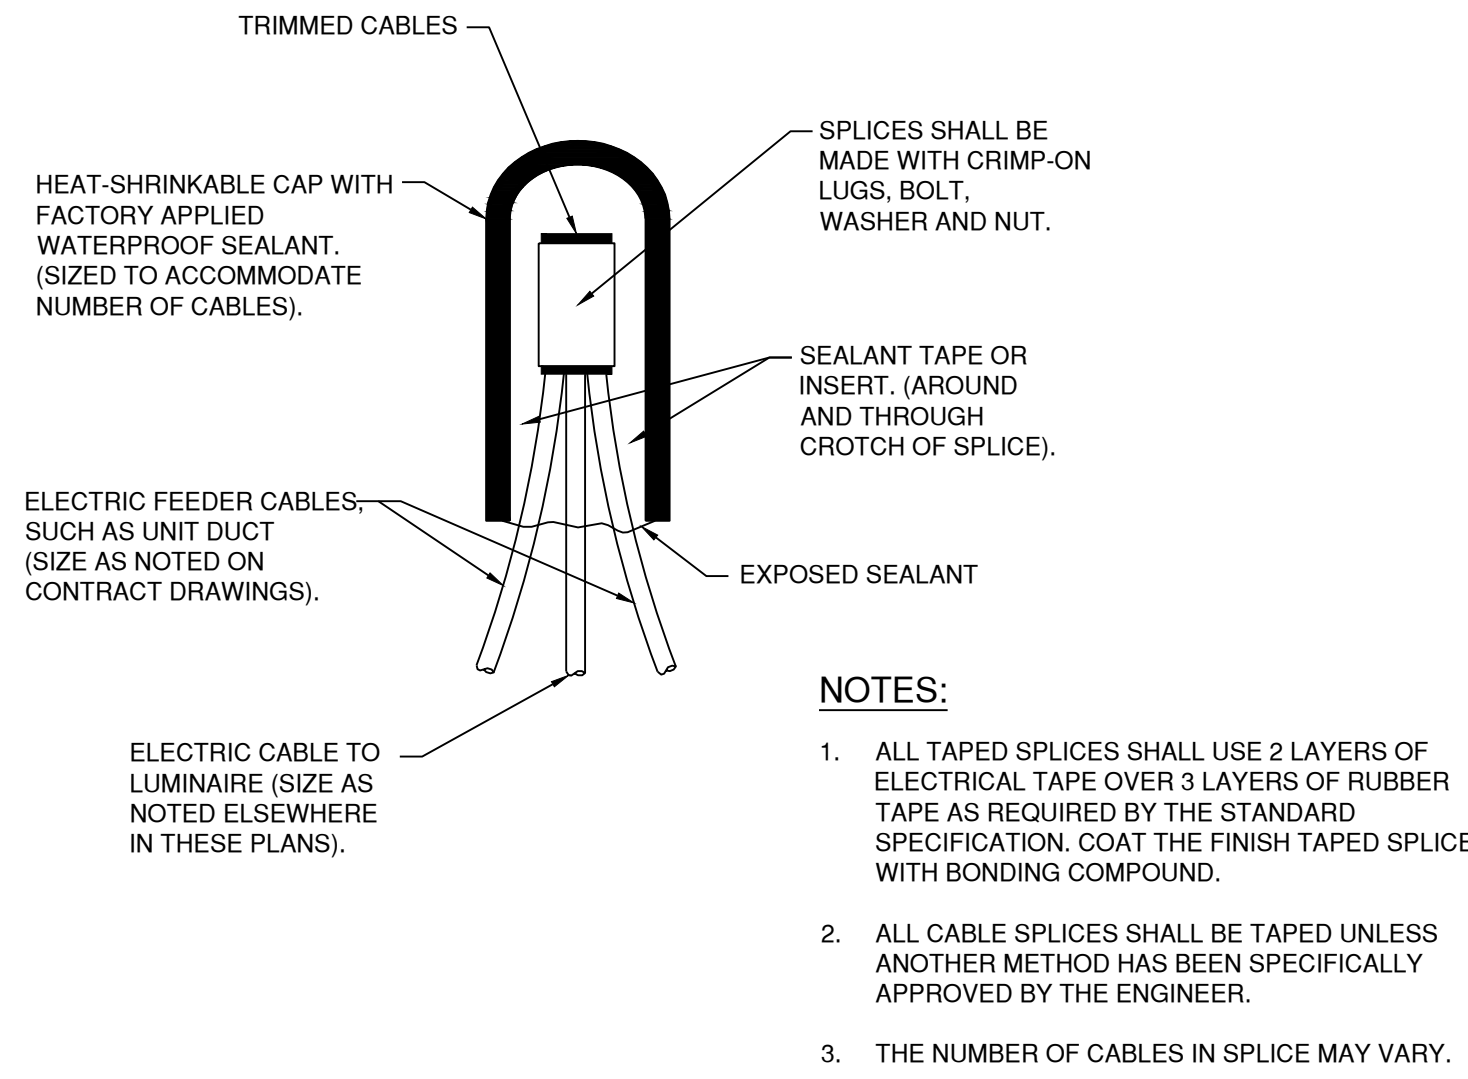 TRIMMED CABLES
SPLICES SHALL BE
MADE WITH CRIMP-ON
LUGS, BOLT,
WASHER AND NUT.
HEAT-SHRINKABLE CAP WITH
FACTORY APPLIED
WATERPROOF SEALANT.
(SIZED TO ACCOMMODATE
NUMBER OF CABLES).
SEALANT TAPE OR
INSERT. (AROUND
AND THROUGH
CROTCH OF SPLICE).
ELECTRIC FEEDER CABLES,
SUCH AS UNIT DUCT
(SIZE AS NOTED ON
CONTRACT DRAWINGS).
EXPOSED SEALANT
ELECTRIC CABLE TO
LUMINAIRE (SIZE AS
NOTED ELSEWHERE
IN THESE PLANS).
NOTES:
1. ALL TAPED SPLICES SHALL USE 2 LAYERS OF
ELECTRICAL TAPE OVER 3 LAYERS OF RUBBER
TAPE AS REQUIRED BY THE STANDARD
SPECIFICATION. COAT THE FINISH TAPED SPLICE
WITH BONDING COMPOUND.
2. ALL CABLE SPLICES SHALL BE TAPED UNLESS
ANOTHER METHOD HAS BEEN SPECIFICALLY
APPROVED BY THE ENGINEER.
3. THE NUMBER OF CABLES IN SPLICE MAY VARY.